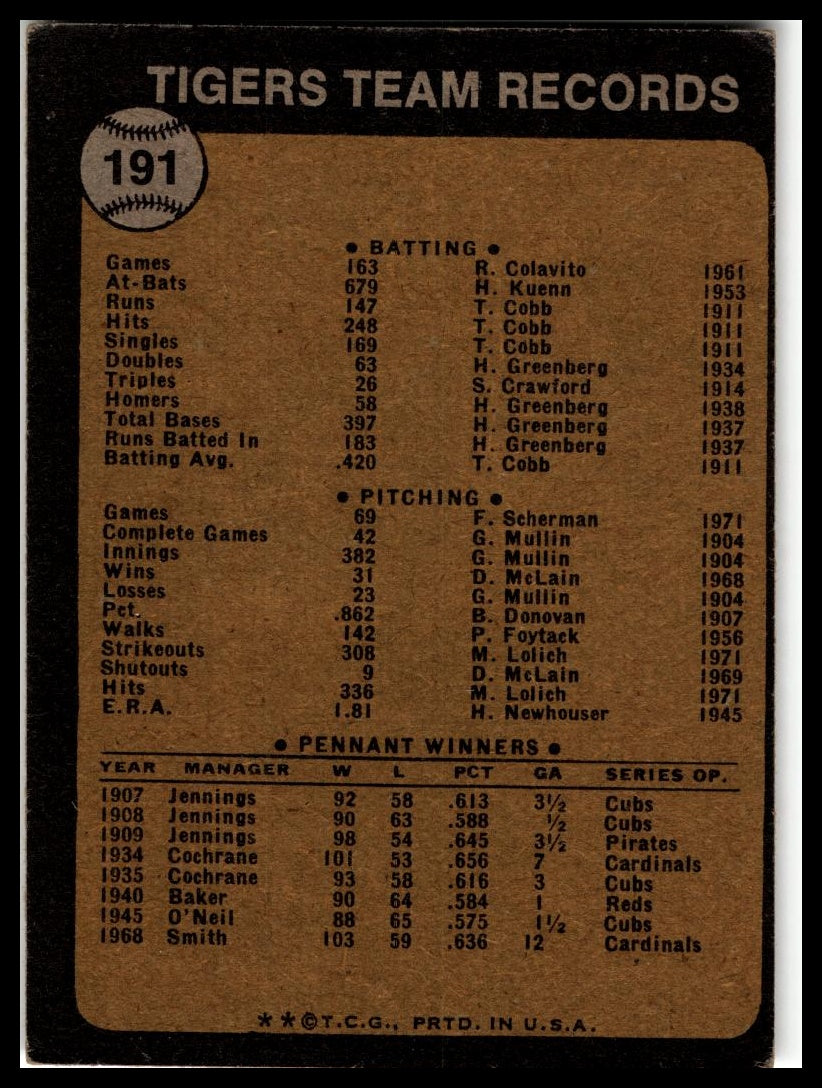 TIGERS TEAM RECORDS
191
• BATTING •
Games 163 R. Colavito 1961
At-Bats 679 H. Kuenn 1953
Runs 147 T. Cobb 1911
Hits 248 T. Cobb 1911
Singles 169 T. Cobb 1911
Doubles 63 H. Greenberg 1934
Triples 26 S. Crawford 1914
Homers 58 H. Greenberg 1938
Total Bases 397 H. Greenberg 1937
Runs Batted In 183 H. Greenberg 1937
Batting Avg. .420 T. Cobb 1911
• PITCHING •
Games 69 F. Scherman 1971
Complete Games 42 G. Mullin 1904
Innings 382 G. Mullin 1904
Wins 31 D. McLain 1968
Losses 23 G. Mullin 1904
Pct. .862 B. Donovan 1907
Walks 142 P. Foytack 1956
Strikeouts 308 M. Lolich 1971
Shutouts 9 D. McLain 1969
Hits 336 M. Lolich 1971
E.R.A. 1.81 H. Newhouser 1945
• PENNANT WINNERS •
YEAR MANAGER W L PCT GA SERIES OP.
1907 Jennings 92 58 .613 3½ Cubs
1908 Jennings 90 63 .588 ½ Cubs
1909 Jennings 98 54 .645 3½ Pirates
1934 Cochrane 101 53 .656 7 Cardinals
1935 Cochrane 93 58 .616 3 Cubs
1940 Baker 90 64 .584 1 Reds
1945 O'Neil 88 65 .575 1½ Cubs
1968 Smith 103 59 .636 12 Cardinals
**©T.C.G., PRTD. IN U.S.A.